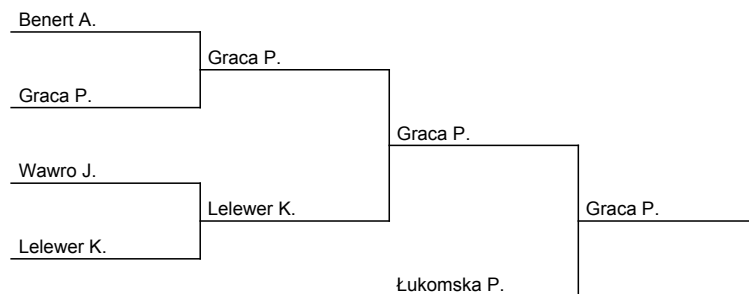 Benert A.
Graca P.
Graca P.
Graca P.
Wawro J.
Lelewer K.
Graca P.
Lelewer K.
Łukomska P.